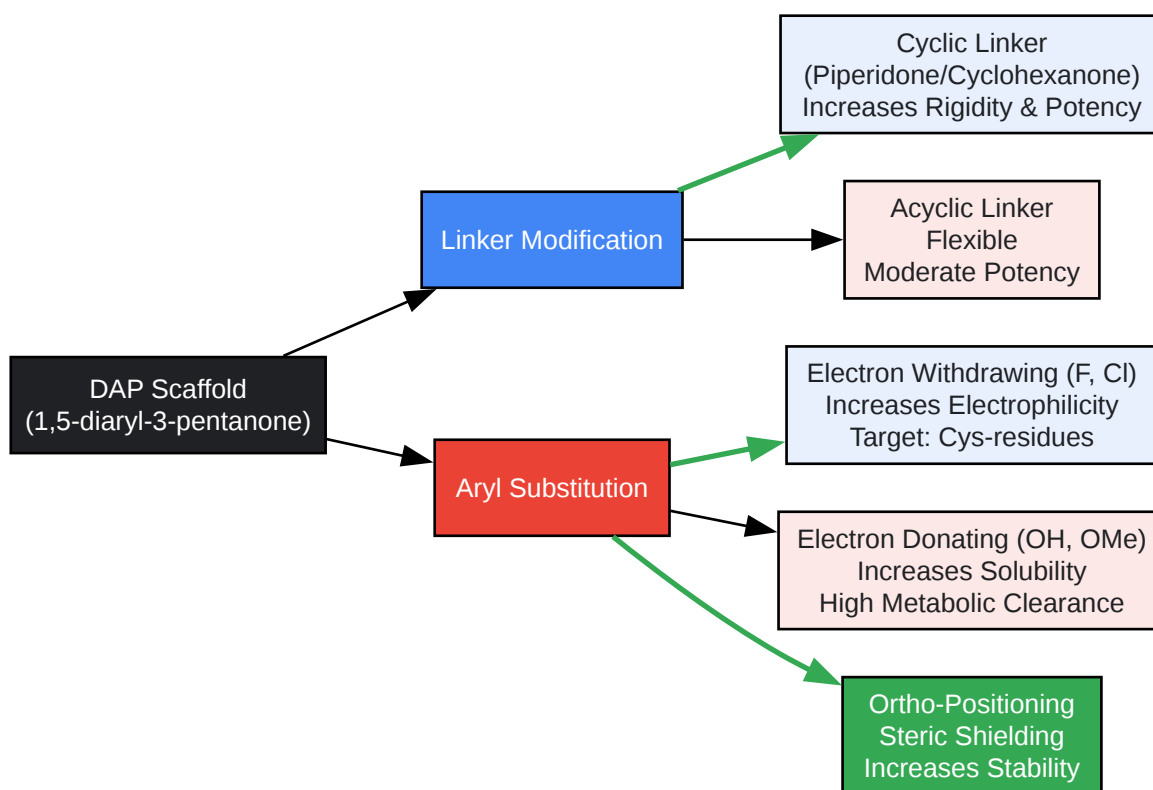 Cyclic Linker
(Piperidone/Cyclohexanone)
Increases Rigidity & Potency
Linker Modification
Acyclic Linker
Flexible
Moderate Potency
DAP Scaffold
(1,5-diaryl-3-pentanone)
Electron Withdrawing (F, Cl)
Increases Electrophilicity
Target: Cys-residues
Aryl Substitution
Electron Donating (OH, OMe)
Increases Solubility
High Metabolic Clearance
Ortho-Positioning
Steric Shielding
Increases Stability